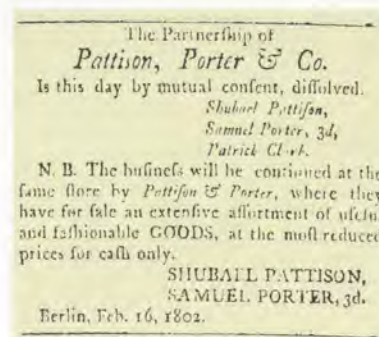 The Partnerſhip of
Pattiſon, Porter & Co.
Is this day by mutual conſent, diſſolved.
Shubael Pattiſon,
Samuel Porter, 3d,
Patrick Clark.
N. B. The buſineſs will be continued at the
ſame ſtore by Pattiſon & Porter, where they
have for ſale an extenſive aſſortment of uſeful
and faſhionable GOODS, at the moſt reduced
prices for caſh only.
SHUBAEL PATTISON,
SAMUEL PORTER, 3d.
Berlin, Feb. 16, 1802.